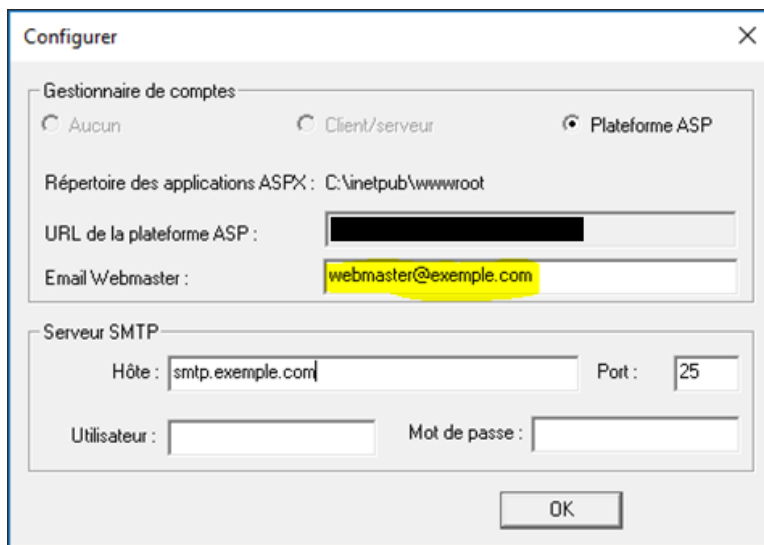 Configurer
Gestionnaire de comptes
Aucun Client/serveur Plateforme ASP
Répertoire des applications ASPX : C:\inetpub\wwwroot
URL de la plateforme ASP :
Email Webmaster : webmaster@exemple.com
Serveur SMTP
Hôte : smtp.exemple.com Port : 25
Utilisateur : Mot de passe :
OK